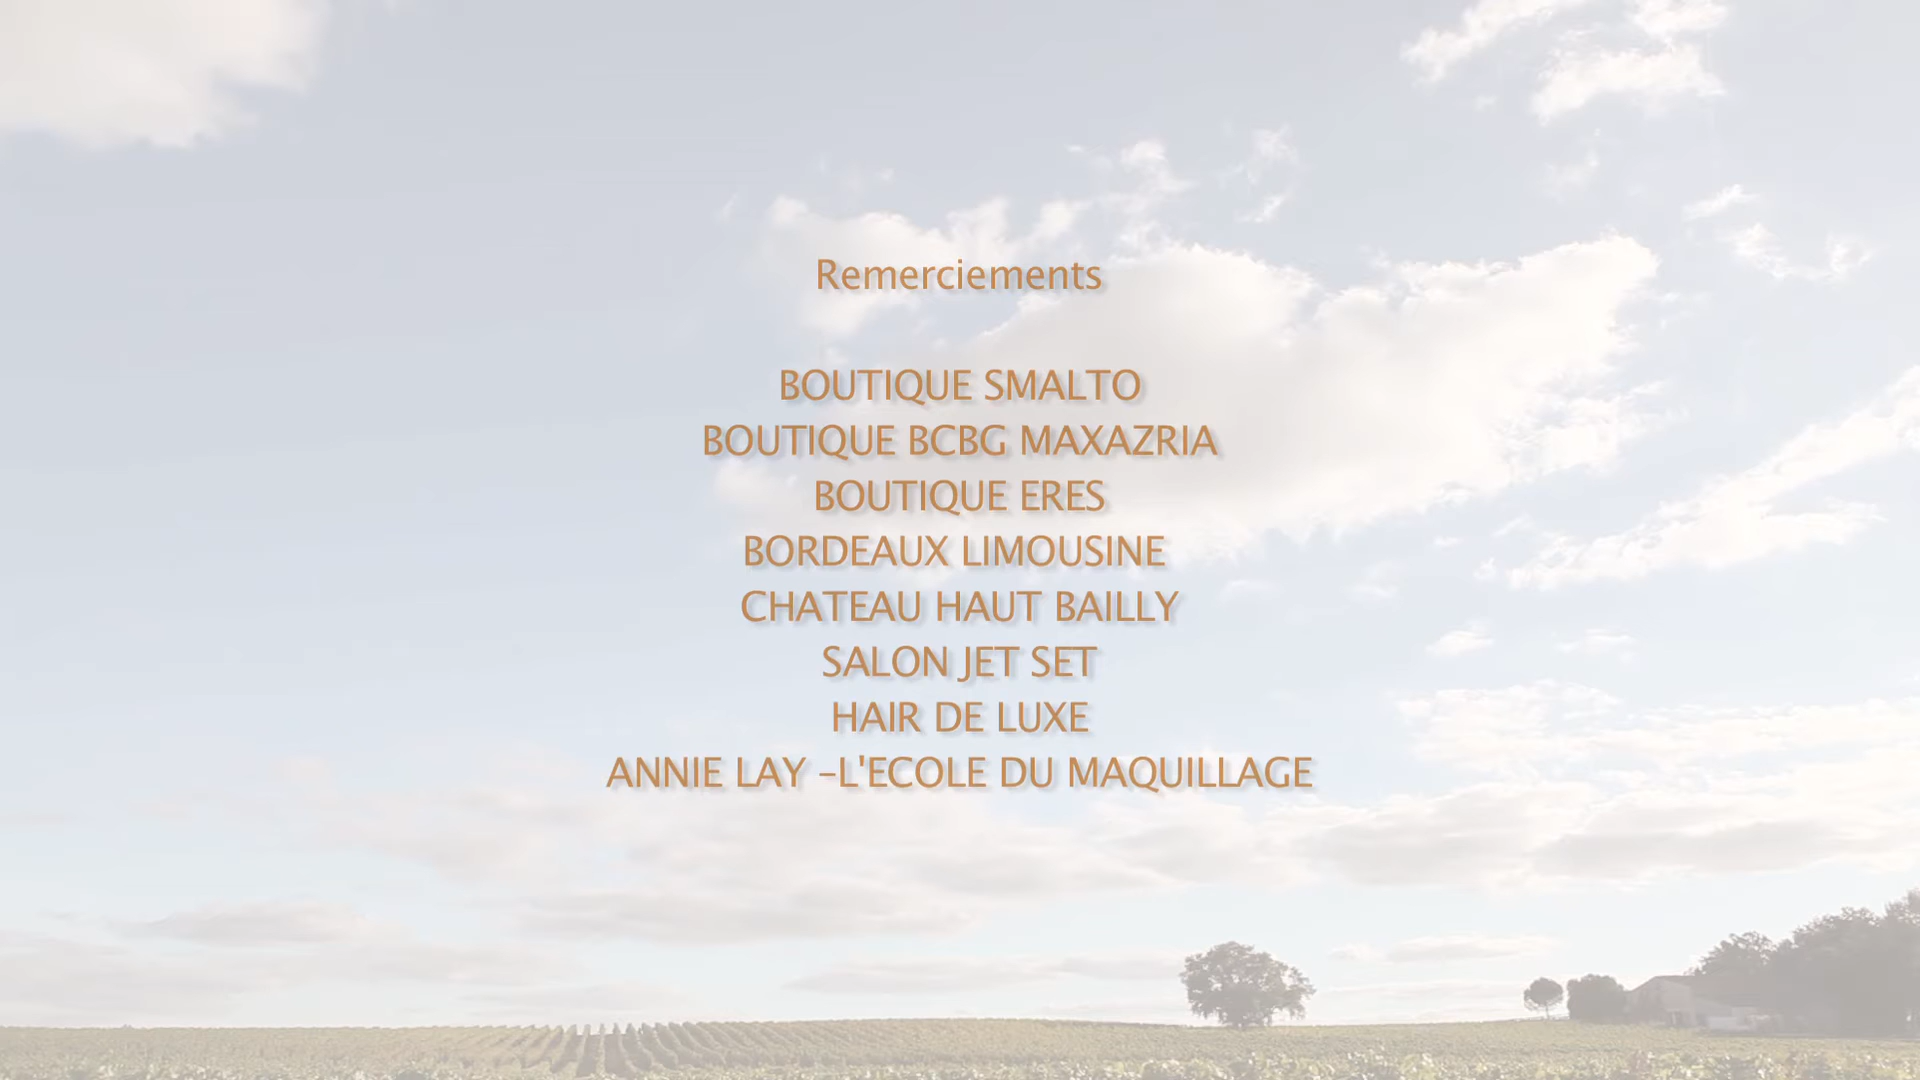 Remerciements
BOUTIQUE SMALTO
BOUTIQUE BCBG MAXAZRIA
BOUTIQUE ERES
BORDEAUX LIMOUSINE
CHATEAU HAUT BAILLY
SALON JET SET
HAIR DE LUXE
ANNIE LAY -L'ECOLE DU MAQUILLAGE